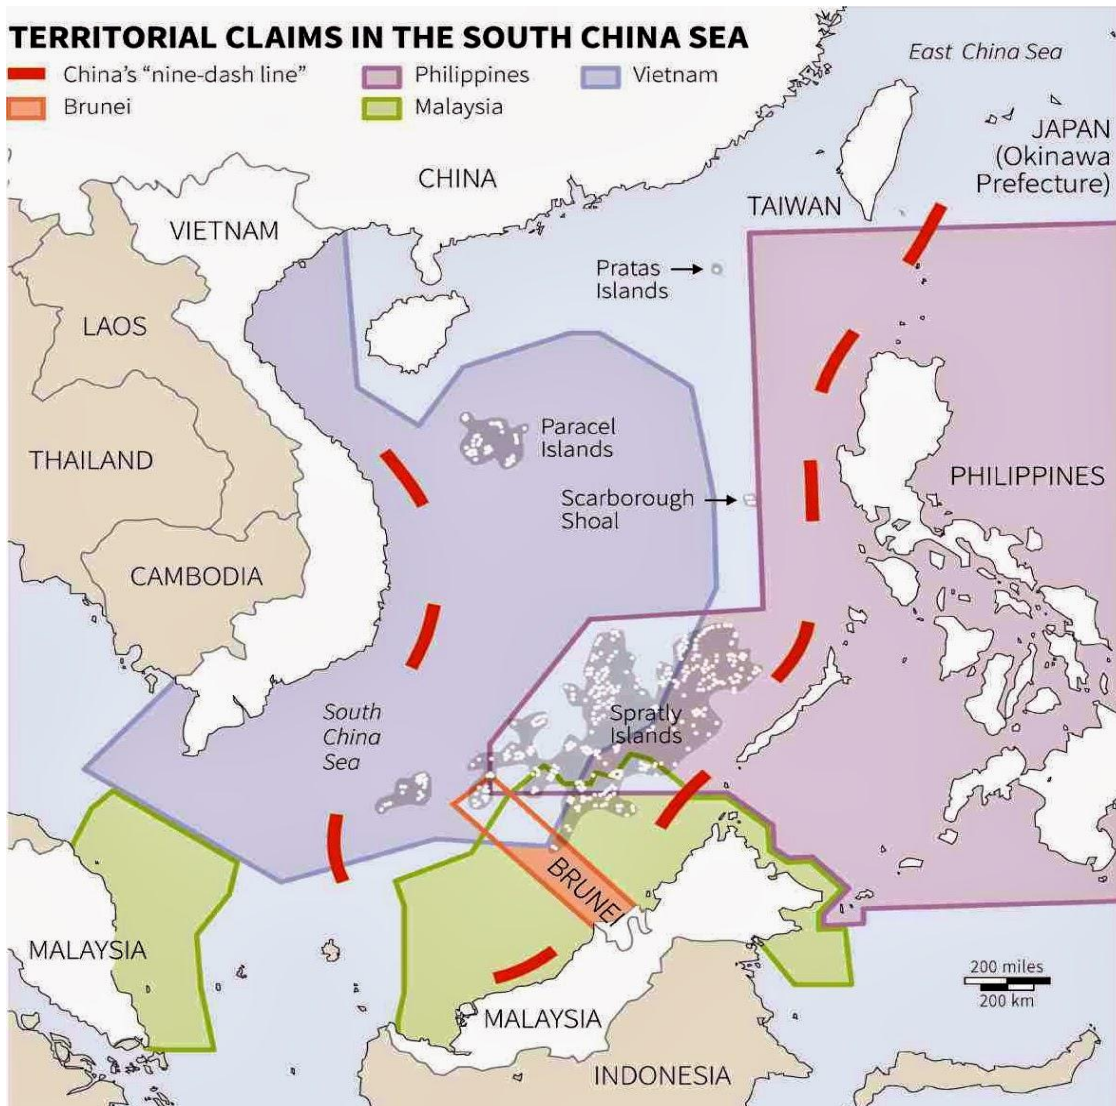 TERRITORIAL CLAIMS IN THE SOUTH CHINA SEA
China's “nine-dash line”
Philippines
Vietnam
Brunei
Malaysia
East China Sea
JAPAN
(Okinawa
Prefecture)
CHINA
TAIWAN
VIETNAM
Pratas
Islands
LAOS
Paracel
Islands
THAILAND
Scarborough
Shoal
PHILIPPINES
CAMBODIA
South
China
Sea
Spratly
Islands
BRUNEI
MALAYSIA
200 miles
200 km
MALAYSIA
INDONESIA